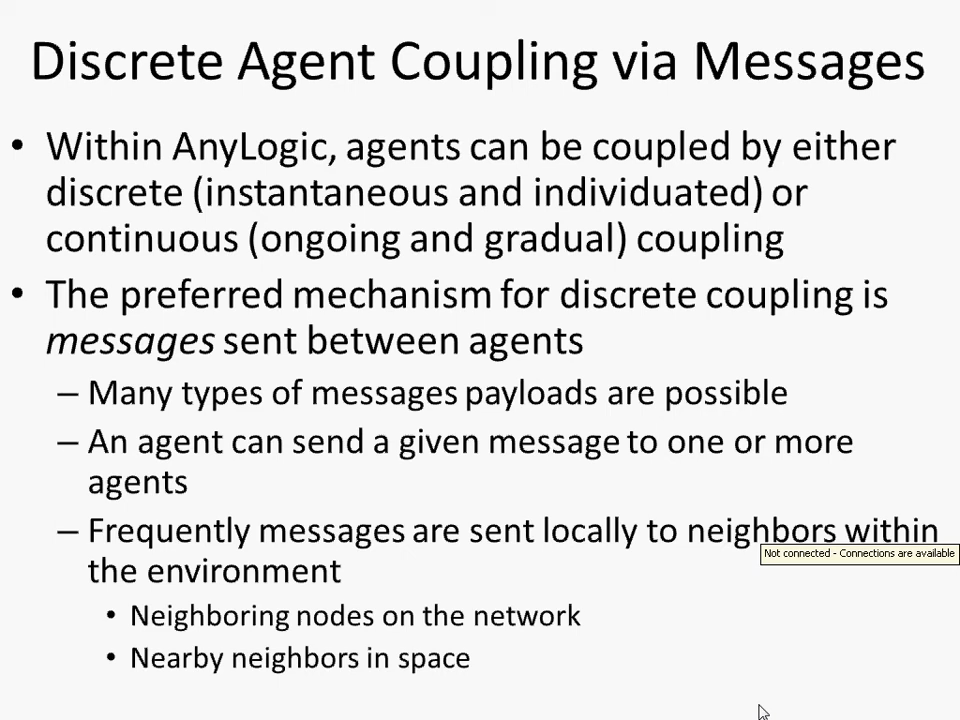 Discrete Agent Coupling via Messages
• Within AnyLogic, agents can be coupled by either
discrete (instantaneous and individuated) or
continuous (ongoing and gradual) coupling
• The preferred mechanism for discrete coupling is
messages sent between agents
– Many types of messages payloads are possible
– An agent can send a given message to one or more
agents
– Frequently messages are sent locally to neighbors within
Not connected - Connections are available
the environment
• Neighboring nodes on the network
• Nearby neighbors in space